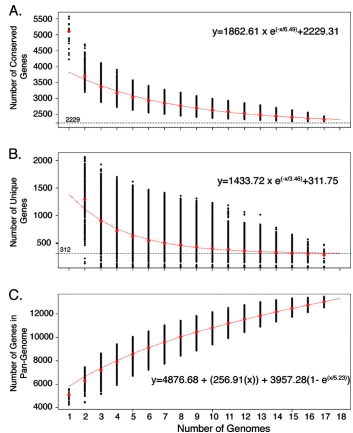 A.
y=1862.61 x e(-x/6.49)+2229.31
Number of Conserved
Genes
5500
5000
4500
4000
3500
3000
2500
2229
B.
y=1433.72 x e(-x/3.46)+311.75
Number of Unique
Genes
2000
1500
1000
500
312
C.
Number of Genes in
Pan-Genome
12000
10000
8000
6000
4000
y=4876.68 + (256.91(x)) + 3957.28(1- e(x/5.23))
1 2 3 4 5 6 7 8 9 10 11 12 13 14 15 16 17 18
Number of Genomes